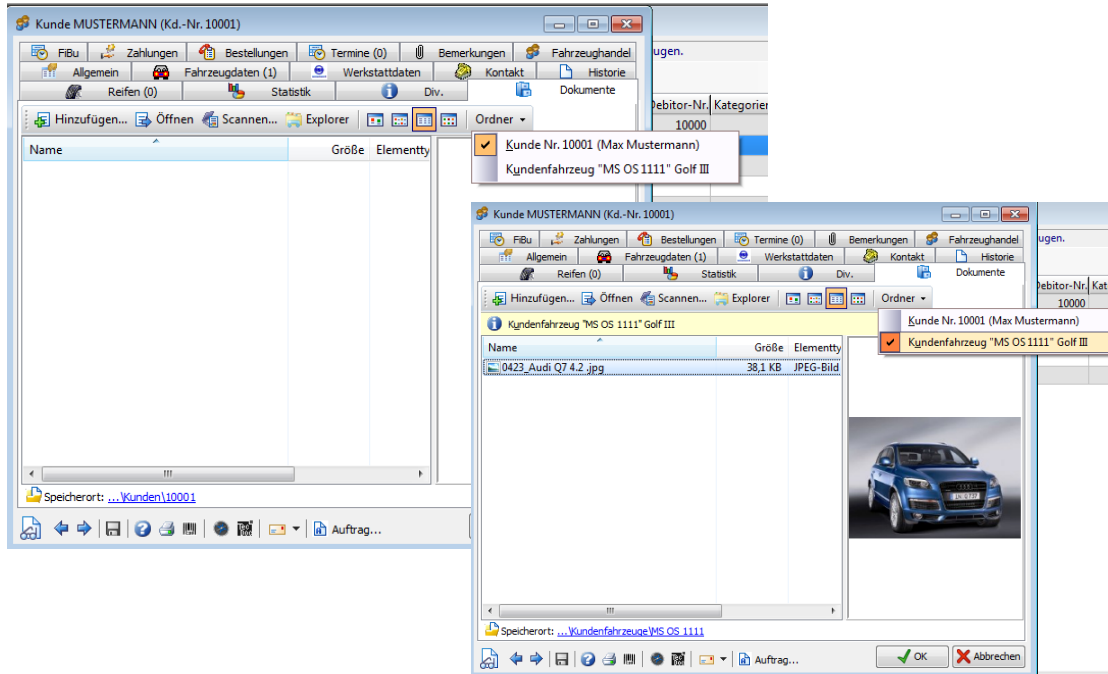 Kunde MUSTERMANN (Kd.-Nr. 10001)
FiBu Zahlungen Bestellungen Termine (0) Bemerkungen Fahrzeughandel
Allgemein Fahrzeugdaten (1) Werkstattdaten Kontakt Historie
Reifen (0) Statistik Div. Dokumente
Hinzufügen... Öffnen Scannen... Explorer Ordner
Name Größe Elementty
Kunde Nr. 10001 (Max Mustermann)
Kundenfahrzeug "MS OS 1111" Golf III
Speicherort: ...\Kunden\10001
Auftrag...
ugen.
Debitor-Nr. Kategorien
10000
Kunde MUSTERMANN (Kd.-Nr. 10001)
FiBu Zahlungen Bestellungen Termine (0) Bemerkungen Fahrzeughandel
Allgemein Fahrzeugdaten (1) Werkstattdaten Kontakt Historie
Reifen (0) Statistik Div. Dokumente
Hinzufügen... Öffnen Scannen... Explorer Ordner
Kundenfahrzeug "MS OS 1111" Golf III
Kunde Nr. 10001 (Max Mustermann)
Kundenfahrzeug "MS OS 1111" Golf III
Name Größe Elementty
0423_Audi Q7 4.2 .jpg 38,1 KB JPEG-Bild
Speicherort: ...\Kundenfahrzeuge\MS OS 1111
Auftrag... OK Abbrechen
ugen.
Debitor-Nr. Kat
10000